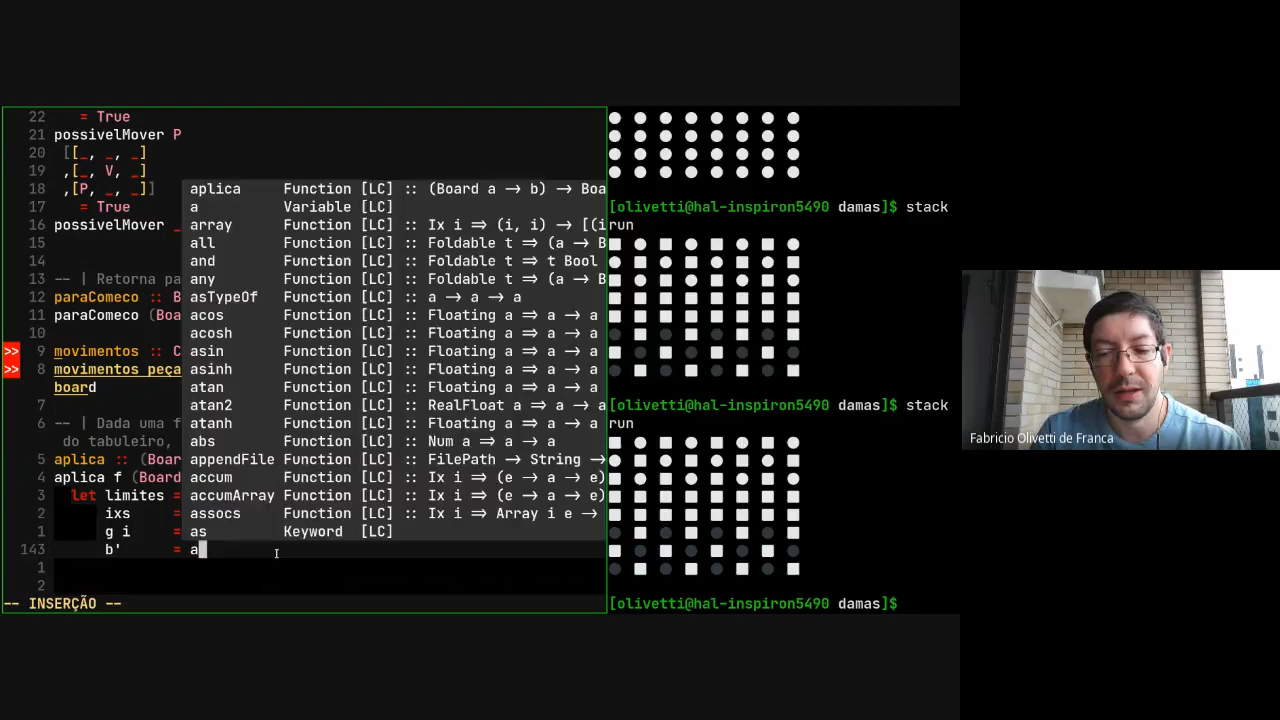 22 = True
21 possivelMover P
20 [[_, _, _]
19 ,[_, V, _]
18 ,[P, _, _]]
17 = True
16 possivelMover _
15
14
13 -- | Retorna pa
12 paraComeco :: B
11 paraComeco (Boa
10
>> 9 movimentos :: C
>> 8 movimentos peça
board
7
6 -- | Dada uma f
do tabuleiro,
5 aplica :: (Boar
4 aplica f (Board
3 let limites =
2 ixs =
1 g i =
143 b' = a
1
2
-- INSERÇÃO --
aplica Function [LC] :: (Board a → b) → Boa
a Variable [LC]
array Function [LC] :: Ix i ⇒ (i, i) → [(i
all Function [LC] :: Foldable t ⇒ (a → B
and Function [LC] :: Foldable t ⇒ t Bool
any Function [LC] :: Foldable t ⇒ (a → B
asTypeOf Function [LC] :: a → a → a
acos Function [LC] :: Floating a ⇒ a → a
acosh Function [LC] :: Floating a ⇒ a → a
asin Function [LC] :: Floating a ⇒ a → a
asinh Function [LC] :: Floating a ⇒ a → a
atan Function [LC] :: Floating a ⇒ a → a
atan2 Function [LC] :: RealFloat a ⇒ a → a
atanh Function [LC] :: Floating a ⇒ a → a
abs Function [LC] :: Num a ⇒ a → a
appendFile Function [LC] :: FilePath → String →
accum Function [LC] :: Ix i ⇒ (e → a → e)
accumArray Function [LC] :: Ix i ⇒ (e → a → e)
assocs Function [LC] :: Ix i ⇒ Array i e →
as Keyword [LC]
[olivetti@hal-inspiron5490 damas]$ stack
run
[olivetti@hal-inspiron5490 damas]$ stack
run
[olivetti@hal-inspiron5490 damas]$
Fabricio Olivetti de Franca